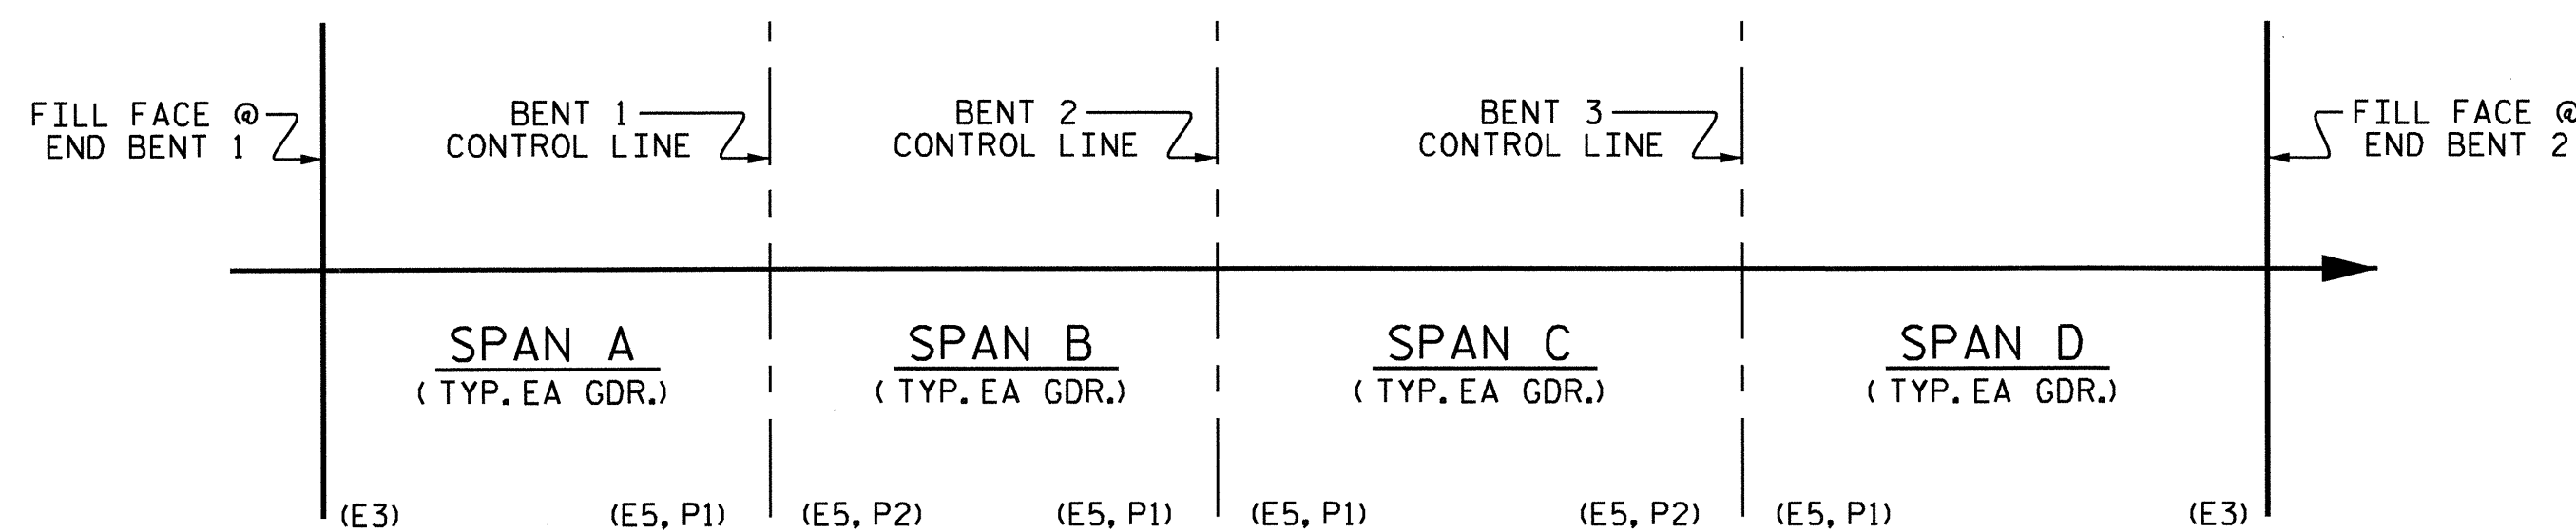 FILL FACE @
END BENT 1
BENT 1
CONTROL LINE
BENT 2
CONTROL LINE
BENT 3
CONTROL LINE
FILL FACE @
END BENT 2
SPAN A
(TYP. EA GDR.)
SPAN B
(TYP. EA GDR.)
SPAN C
(TYP. EA GDR.)
SPAN D
(TYP. EA GDR.)
(E3) (E5, P1) (E5, P2) (E5, P1) (E5, P1) (E5, P2) (E5, P1) (E3)